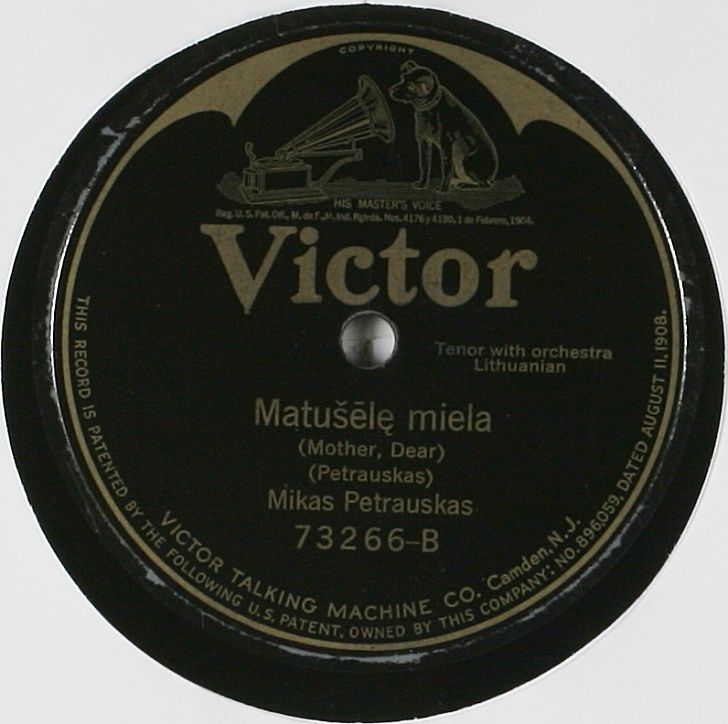 COPYRIGHT
HIS MASTER'S VOICE
Reg. U.S. Pat. Off., M. de F., M. Ind. Rgtrda. Nos. 4176 y 4180, 1 de Febrero, 1904.
Victor
Tenor with orchestra
Lithuanian
Matušēlę miela
(Mother, Dear)
(Petrauskas)
Mikas Petrauskas
73266-B
VICTOR TALKING MACHINE CO. Camden, N.J.
THIS RECORD IS PATENTED BY THE FOLLOWING U.S. PATENT, OWNED BY THIS COMPANY: NO. 896,059, DATED AUGUST 11, 1908.